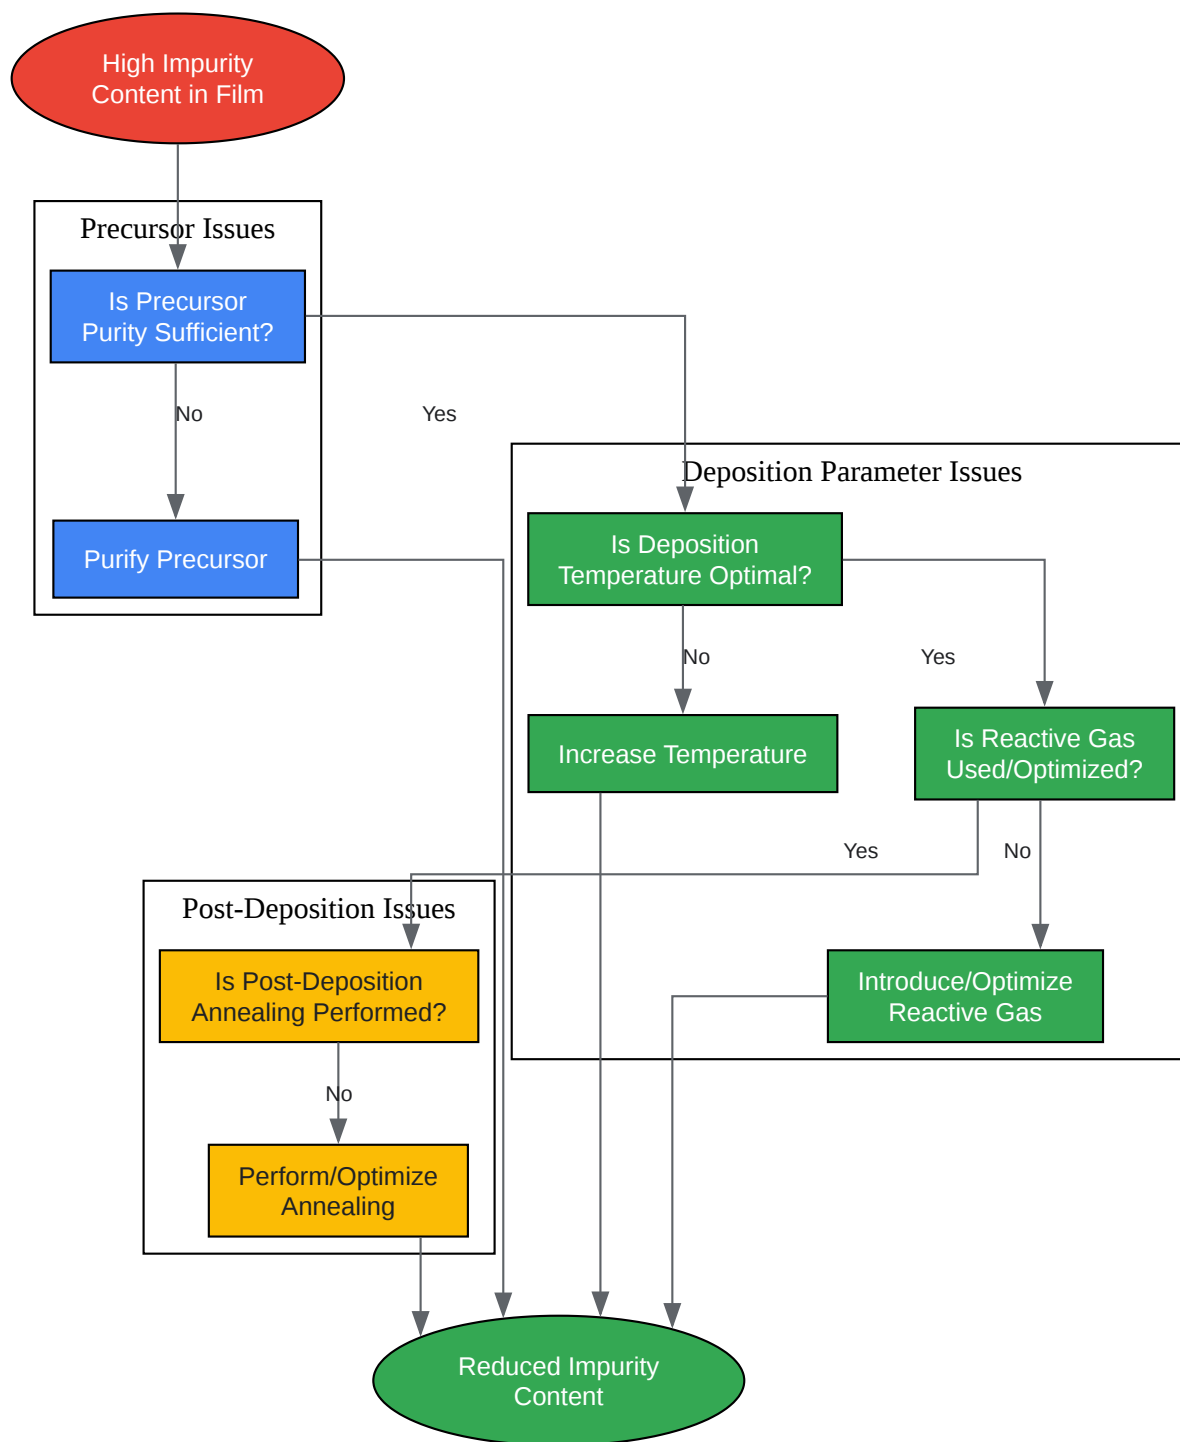 High Impurity
Content in Film
Precursor Issues
Is Precursor
Purity Sufficient?
No
Yes
Purify Precursor
Deposition Parameter Issues
Is Deposition
Temperature Optimal?
No
Yes
Increase Temperature
Is Reactive Gas
Used/Optimized?
Yes
No
Introduce/Optimize
Reactive Gas
Post-Deposition Issues
Is Post-Deposition
Annealing Performed?
No
Perform/Optimize
Annealing
Reduced Impurity
Content